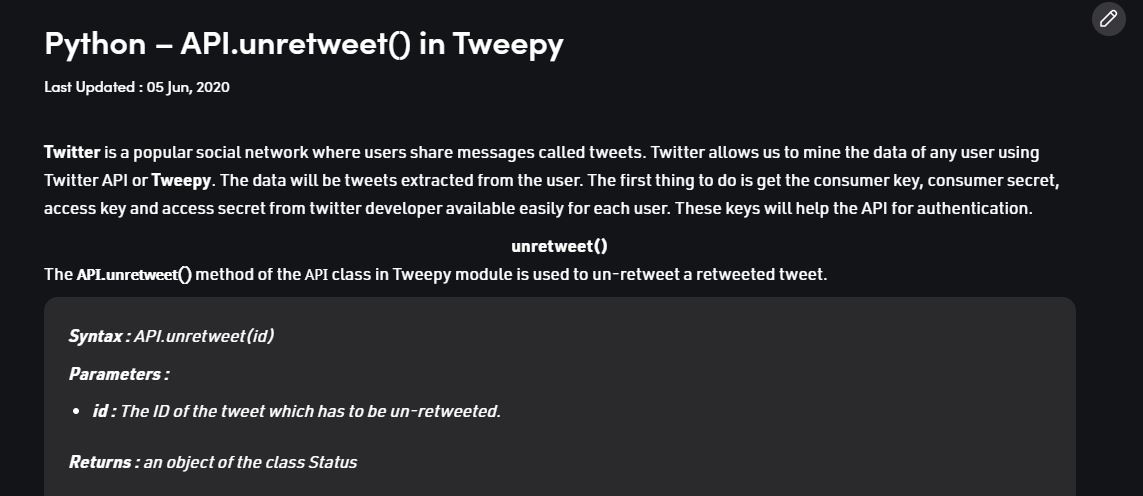 Python – API.unretweet() in Tweepy
Last Updated : 05 Jun, 2020
Twitter is a popular social network where users share messages called tweets. Twitter allows us to mine the data of any user using
Twitter API or Tweepy. The data will be tweets extracted from the user. The first thing to do is get the consumer key, consumer secret,
access key and access secret from twitter developer available easily for each user. These keys will help the API for authentication.
unretweet()
The API.unretweet() method of the API class in Tweepy module is used to un-retweet a retweeted tweet.
Syntax : API.unretweet(id)
Parameters :
• id : The ID of the tweet which has to be un-retweeted.
Returns : an object of the class Status